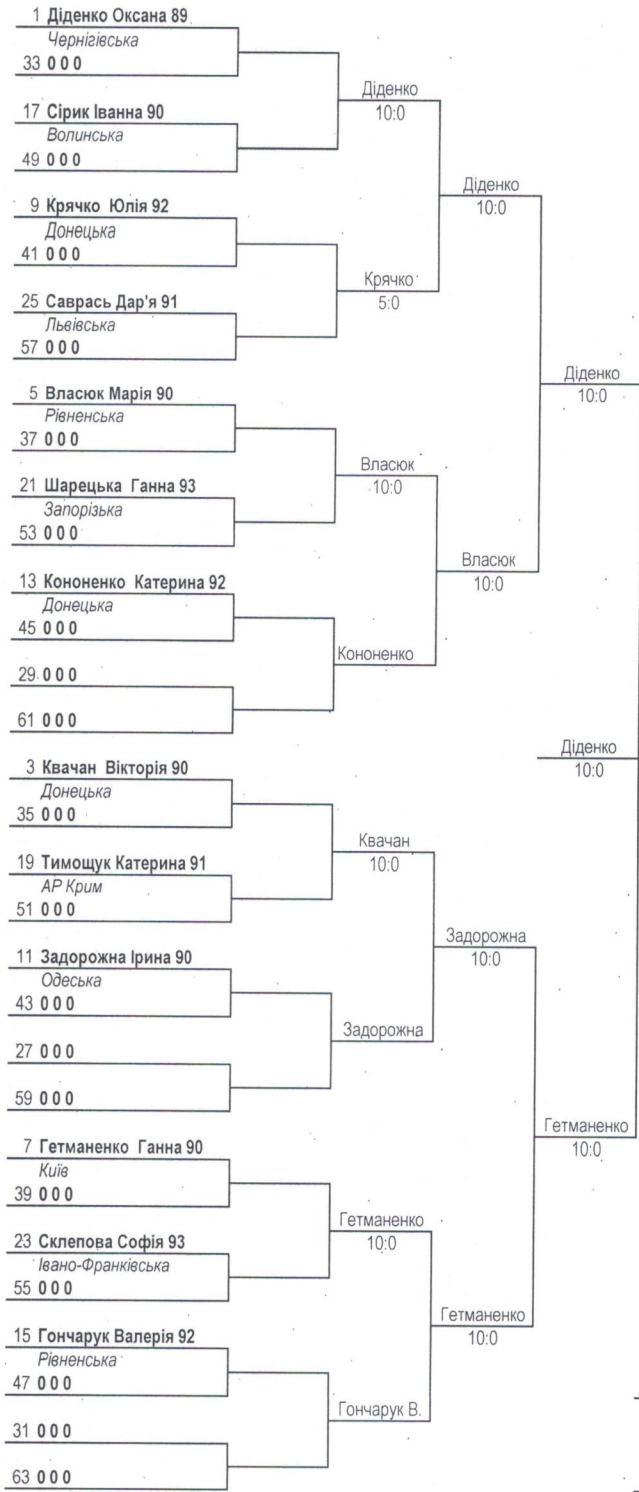 1 Діденко Оксана 89
Чернігівська
33 0 0 0
17 Сірик Іванна 90
Волинська
49 0 0 0
9 Крячко Юлія 92
Донецька
41 0 0 0
25 Саврась Дар'я 91
Львівська
57 0 0 0
5 Власюк Марія 90
Рівненська
37 0 0 0
21 Шарецька Ганна 93
Запорізька
53 0 0 0
13 Кононенко Катерина 92
Донецька
45 0 0 0
29 0 0 0
61 0 0 0
3 Квачан Вікторія 90
Донецька
35 0 0 0
19 Тимощук Катерина 91
АР Крим
51 0 0 0
11 Задорожна Ірина 90
Одеська
43 0 0 0
27 0 0 0
59 0 0 0
7 Гетманенко Ганна 90
Київ
39 0 0 0
23 Склепова Софія 93
Івано-Франківська
55 0 0 0
15 Гончарук Валерія 92
Рівненська
47 0 0 0
31 0 0 0
63 0 0 0
Діденко
10:0
Крячко
5:0
Власюк
10:0
Кононенко
Квачан
10:0
Задорожна
Гетманенко
10:0
Гончарук В.
Діденко
10:0
Власюк
10:0
Задорожна
10:0
Гетманенко
10:0
Діденко
10:0
Гетманенко
10:0
Діденко
10:0